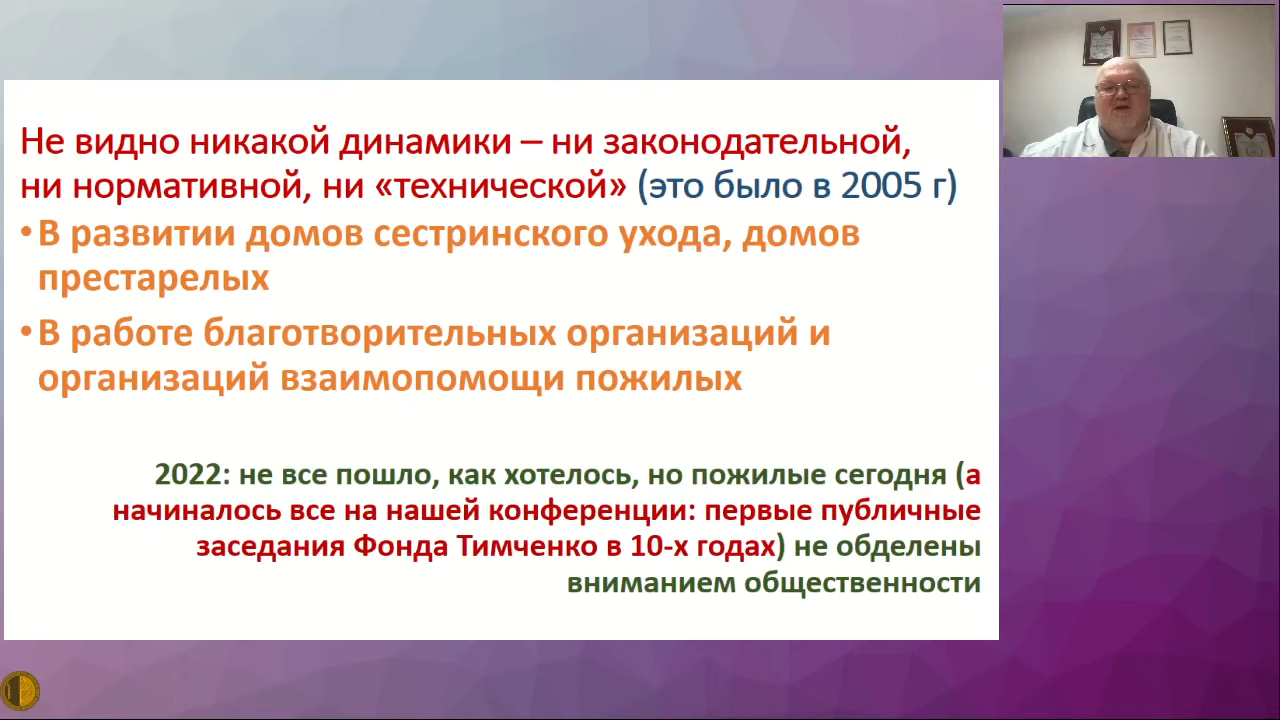 Не видно никакой динамики – ни законодательной,
ни нормативной, ни «технической» (это было в 2005 г)
• В развитии домов сестринского ухода, домов
престарелых
• В работе благотворительных организаций и
организаций взаимопомощи пожилых
2022: не все пошло, как хотелось, но пожилые сегодня (а
начиналось все на нашей конференции: первые публичные
заседания Фонда Тимченко в 10-х годах) не обделены
вниманием общественности